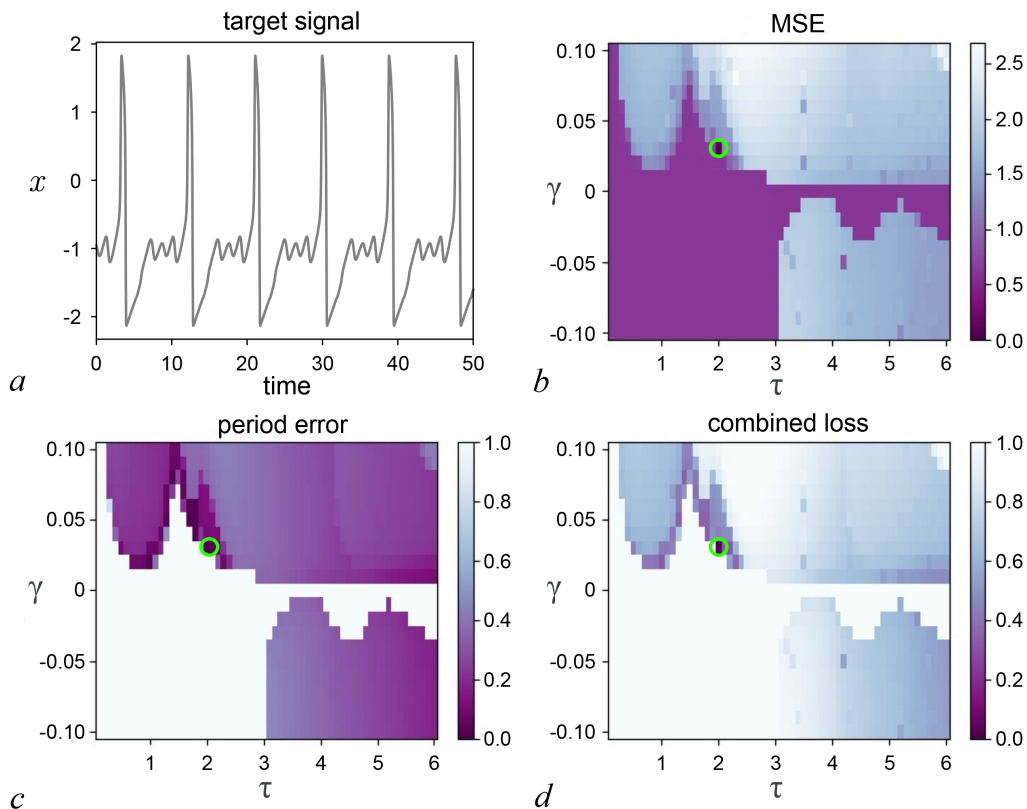 target signal
2
1
0
-1
-2
x
0 10 20 30 40 50
time
a
MSE
0.10
0.05
0
-0.05
-0.10
γ
1 2 3 4 5 6
τ
2.5
2.0
1.5
1.0
0.5
0.0
b
period error
0.10
0.05
0
-0.05
-0.10
γ
1 2 3 4 5 6
τ
1.0
0.8
0.6
0.4
0.2
0.0
c
combined loss
0.10
0.05
0
-0.05
-0.10
γ
1 2 3 4 5 6
τ
1.0
0.8
0.6
0.4
0.2
0.0
d